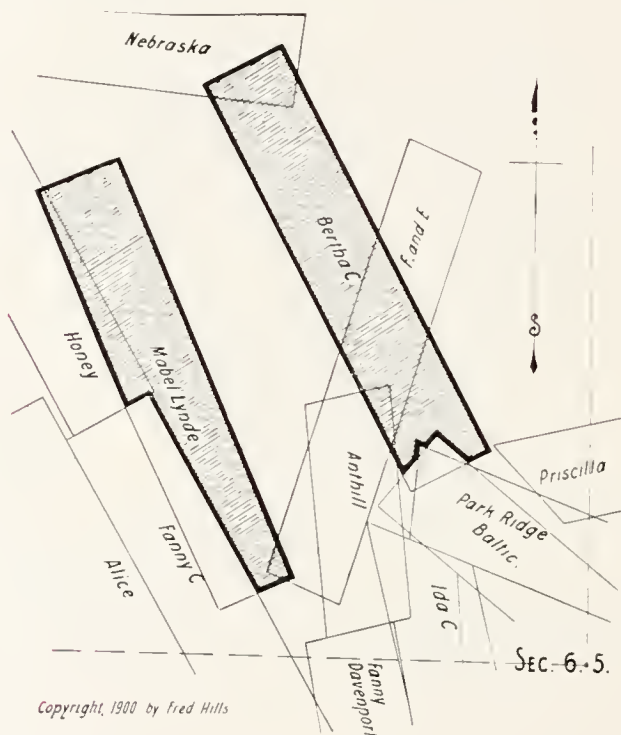 Nebraska
Bertha C.
F. and E.
S
Honey
Mabel Lynde
Anthill
Priscilla
Park Ridge
Baltic.
Fanny C
Alice
Ida C
SEC. 6.-5.
Fanny
Davenport
Copyright, 1900 by Fred Hills